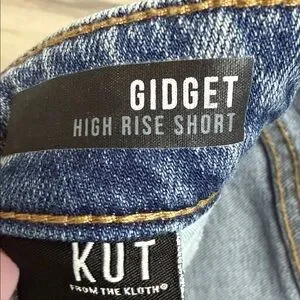 GIDGET
HIGH RISE SHORT
KUT
FROM THE KLOTH®